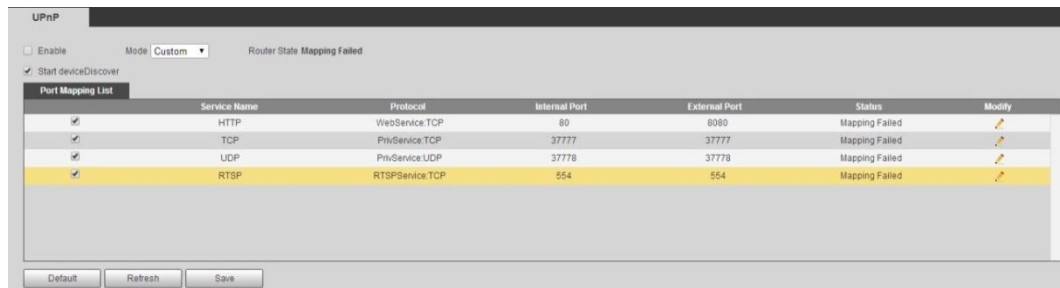 UPnP
Enable Mode Custom Router State Mapping Failed
Start deviceDiscover
Port Mapping List
Service Name Protocol Internal Port External Port Status Modify
HTTP WebService:TCP 80 8080 Mapping Failed
TCP PrivService:TCP 37777 37777 Mapping Failed
UDP PrivService:UDP 37778 37778 Mapping Failed
RTSP RTSPService:TCP 554 554 Mapping Failed
Default Refresh Save